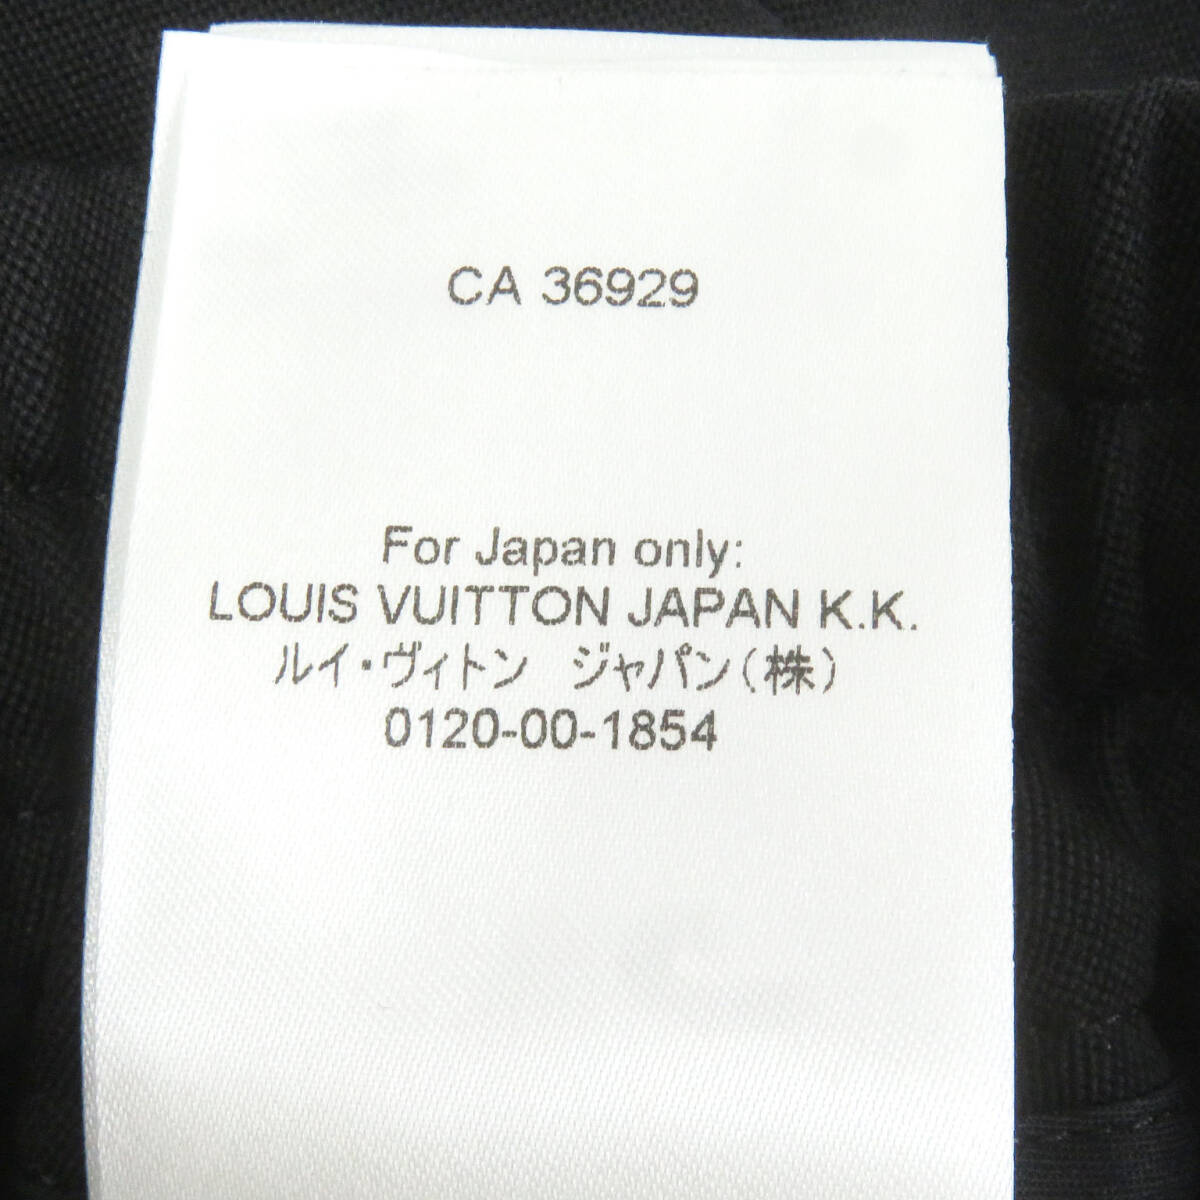 CA 36929
For Japan only:
LOUIS VUITTON JAPAN K.K.
ルイ・ヴィトン　ジャパン（株）
0120-00-1854